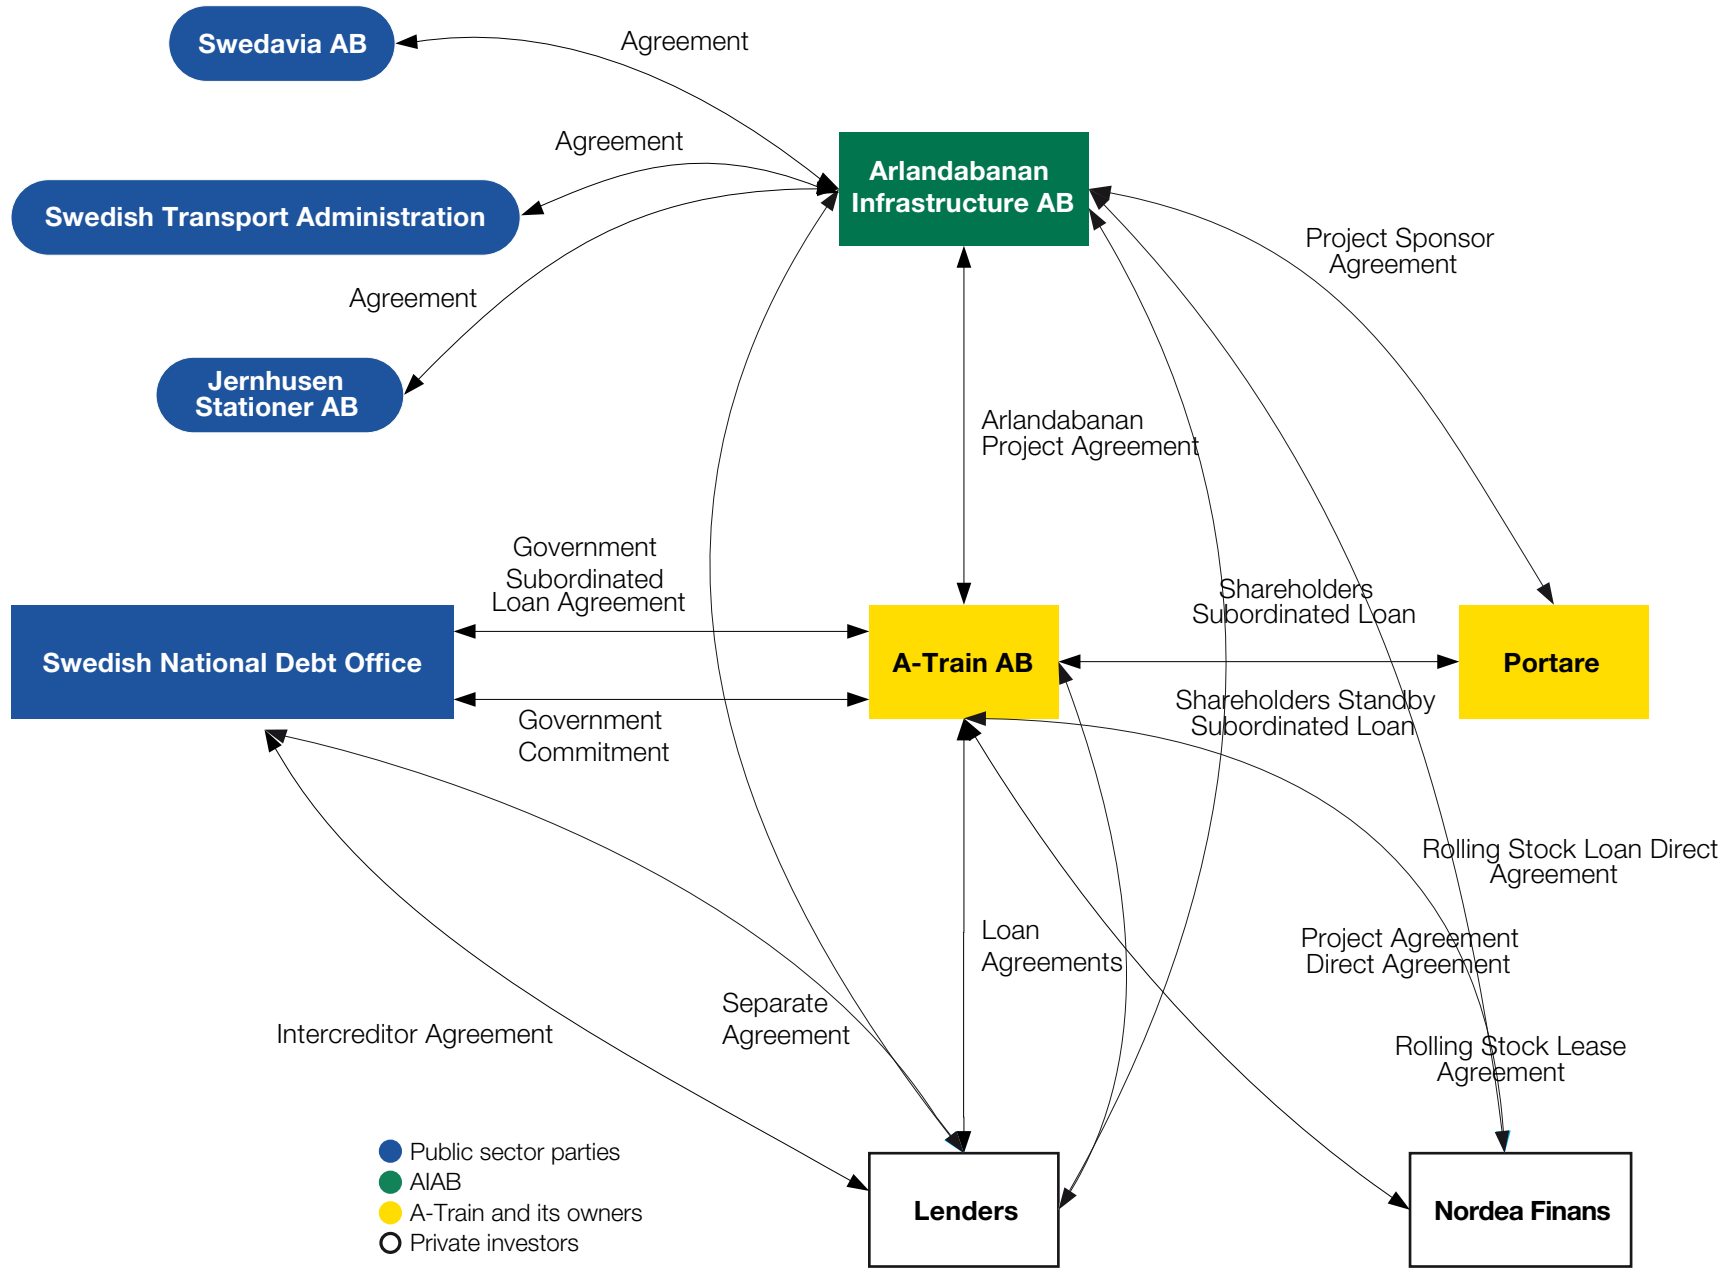 Swedavia AB
Agreement
Agreement
Arlandabanan
Infrastructure AB
Swedish Transport Administration
Project Sponsor
Agreement
Agreement
Jernhusen
Stationer AB
Arlandabanan
Project Agreement
Government
Subordinated
Loan Agreement
Shareholders
Subordinated Loan
Swedish National Debt Office
A-Train AB
Portare
Shareholders Standby
Subordinated Loan
Government
Commitment
Rolling Stock Loan Direct
Agreement
Loan
Agreements
Project Agreement
Direct Agreement
Separate
Agreement
Intercreditor Agreement
Rolling Stock Lease
Agreement
Public sector parties
AIAB
A-Train and its owners
Private investors
Lenders
Nordea Finans